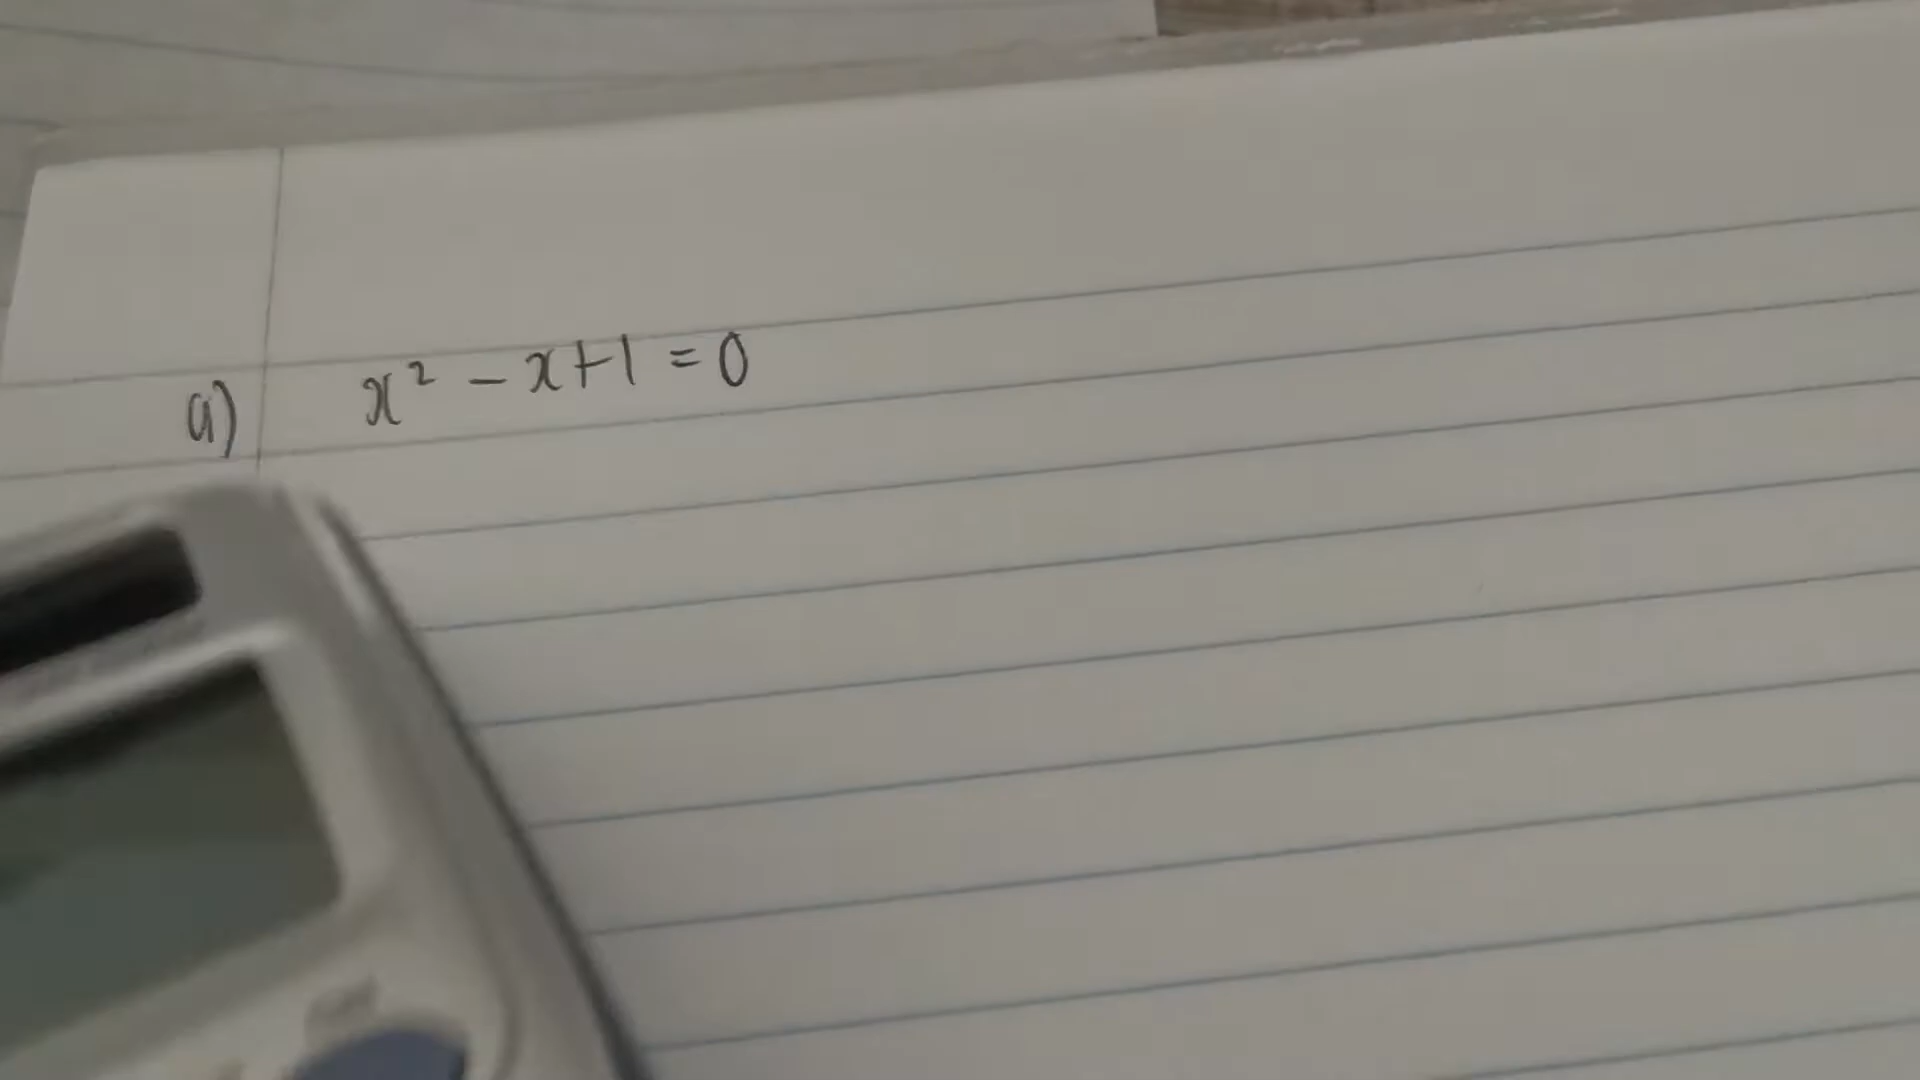 a) x² - x + 1 = 0